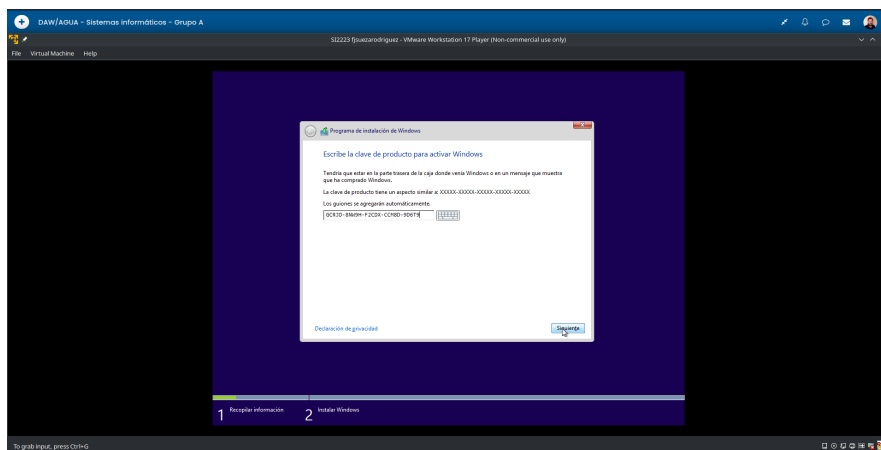 DAW/AGUA - Sistemas informáticos - Grupo A
SI2223 fjsuezarodriguez - VMware Workstation 17 Player (Non-commercial use only)
File Virtual Machine Help
Programa de instalación de Windows
Escribe la clave de producto para activar Windows
Tendría que estar en la parte trasera de la caja donde venía Windows o en un mensaje que muestre
que ha comprado Windows.
La clave de producto tiene un aspecto similar a: XXXXX-XXXXX-XXXXX-XXXXX-XXXXX
Los guiones se agregarán automáticamente.
Declaración de privacidad
Siguiente
1 Recopilar información
2 Instalar Windows
To grab input, press Ctrl+G